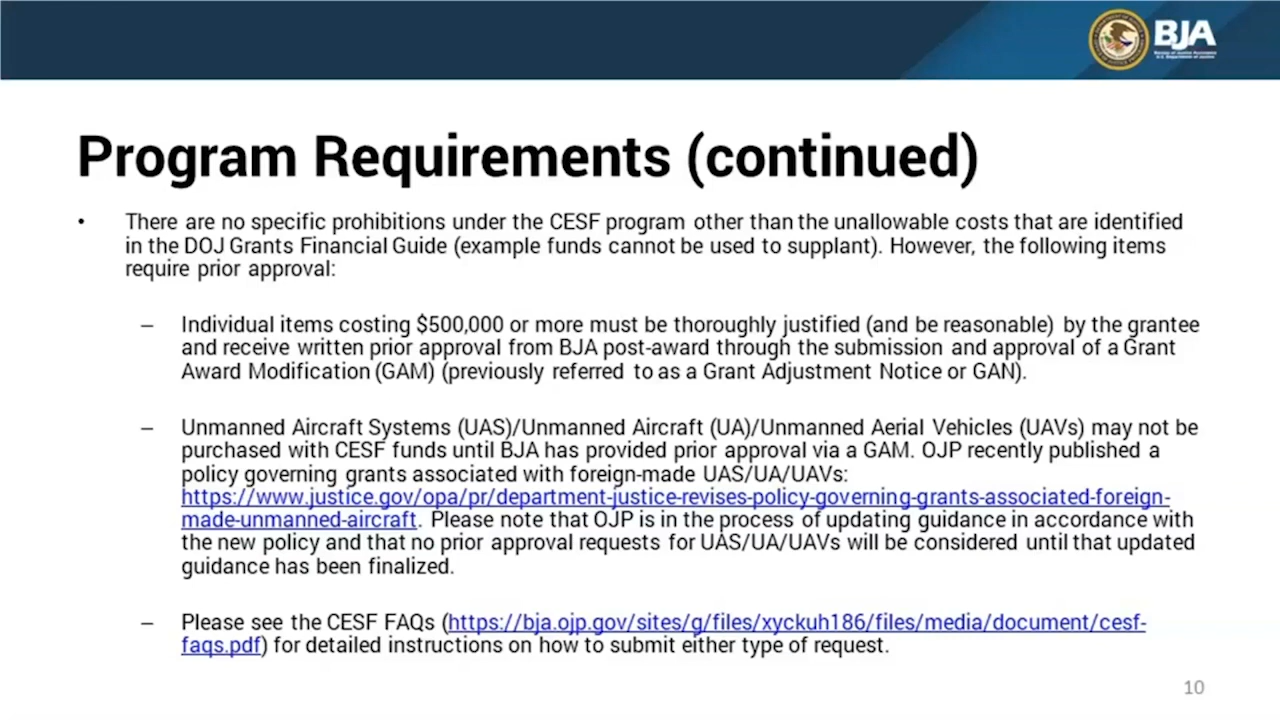 BJA
Bureau of Justice Assistance
U.S. Department of Justice
Program Requirements (continued)
• There are no specific prohibitions under the CESF program other than the unallowable costs that are identified
in the DOJ Grants Financial Guide (example funds cannot be used to supplant). However, the following items
require prior approval:
– Individual items costing $500,000 or more must be thoroughly justified (and be reasonable) by the grantee
and receive written prior approval from BJA post-award through the submission and approval of a Grant
Award Modification (GAM) (previously referred to as a Grant Adjustment Notice or GAN).
– Unmanned Aircraft Systems (UAS)/Unmanned Aircraft (UA)/Unmanned Aerial Vehicles (UAVs) may not be
purchased with CESF funds until BJA has provided prior approval via a GAM. OJP recently published a
policy governing grants associated with foreign-made UAS/UA/UAVs:
https://www.justice.gov/opa/pr/department-justice-revises-policy-governing-grants-associated-foreign-
made-unmanned-aircraft. Please note that OJP is in the process of updating guidance in accordance with
the new policy and that no prior approval requests for UAS/UA/UAVs will be considered until that updated
guidance has been finalized.
– Please see the CESF FAQs (https://bja.ojp.gov/sites/g/files/xyckuh186/files/media/document/cesf-
faqs.pdf) for detailed instructions on how to submit either type of request.
10